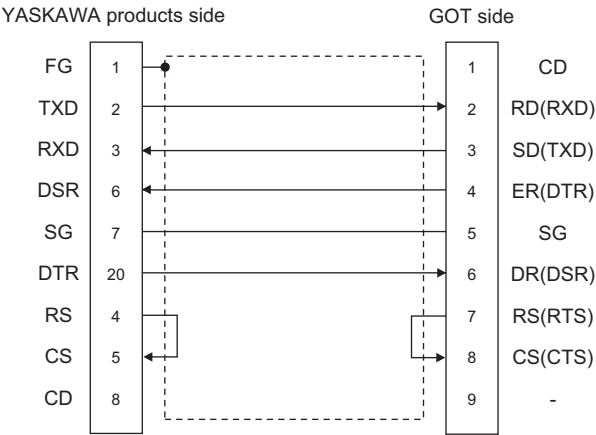 YASKAWA products side GOT side
FG 1 1 CD
TXD 2 2 RD(RXD)
RXD 3 3 SD(TXD)
DSR 6 4 ER(DTR)
SG 7 5 SG
DTR 20 6 DR(DSR)
RS 4 7 RS(RTS)
CS 5 8 CS(CTS)
CD 8 9 -